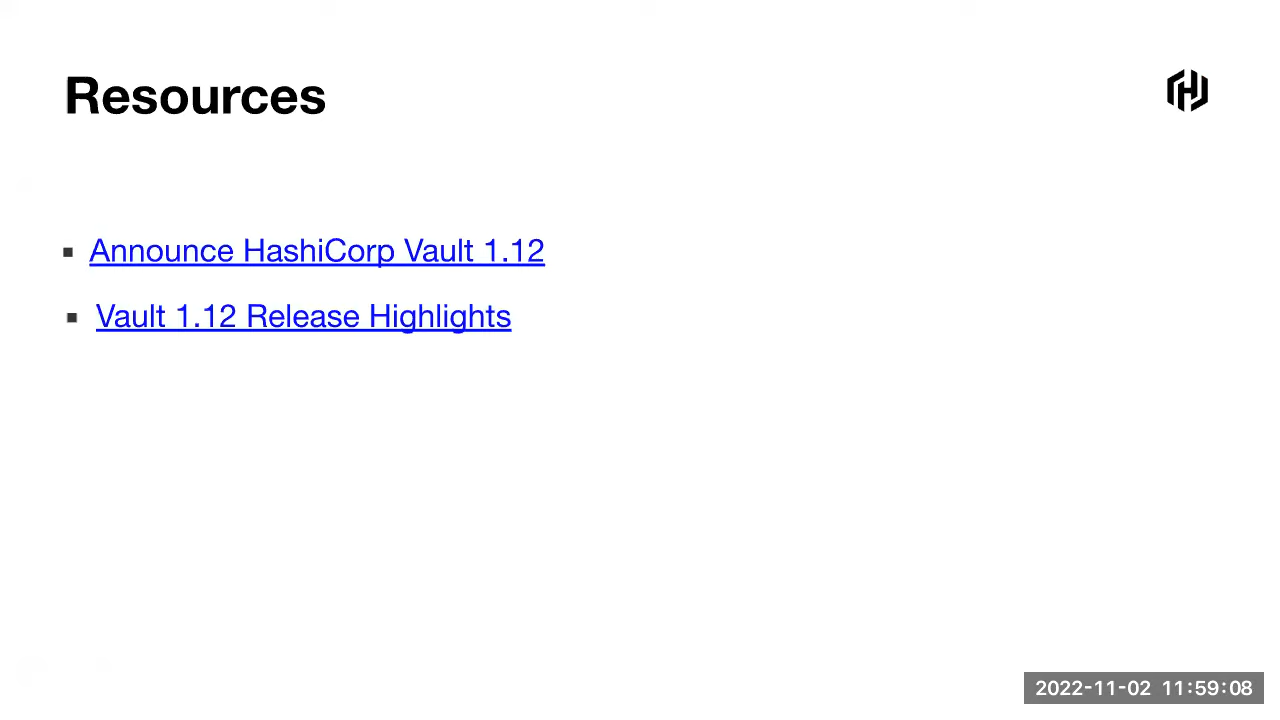 Resources
▪ Announce HashiCorp Vault 1.12
▪ Vault 1.12 Release Highlights
2022-11-02 11:59:08